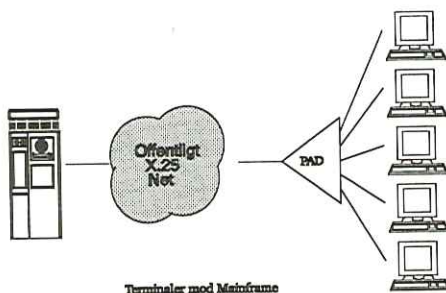 Offentligt
X.25
Net
PAD
Terminaler mod Mainframe